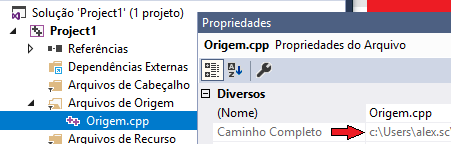 Solução 'Project1' (1 projeto)
Project1
Referências
Dependências Externas
Arquivos de Cabeçalho
Arquivos de Origem
Origem.cpp
Arquivos de Recurso
Propriedades
Origem.cpp Propriedades do Arquivo
Diversos
(Nome) Origem.cpp
Caminho Completo c:\Users\alex.sc\